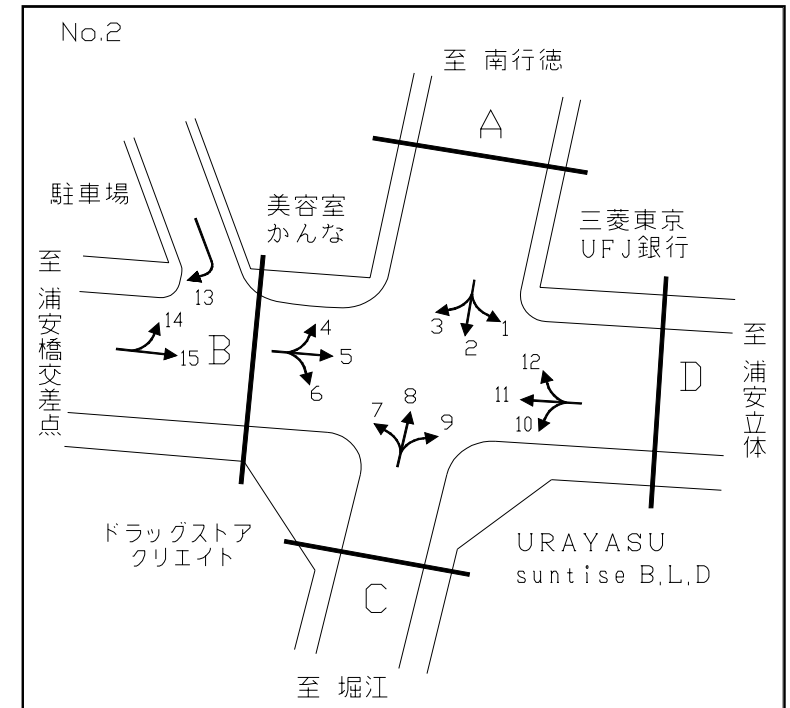 No.2
至 南行徳
A
駐車場
美容室
かんな
三菱東京
UFJ銀行
至 浦安橋交差点
13
14
15
B
4
5
6
3
2
1
12
11
10
D
至 浦安立体
7
8
9
ドラッグストア
クリエイト
URAYASU
suntise B,L,D
C
至 堀江